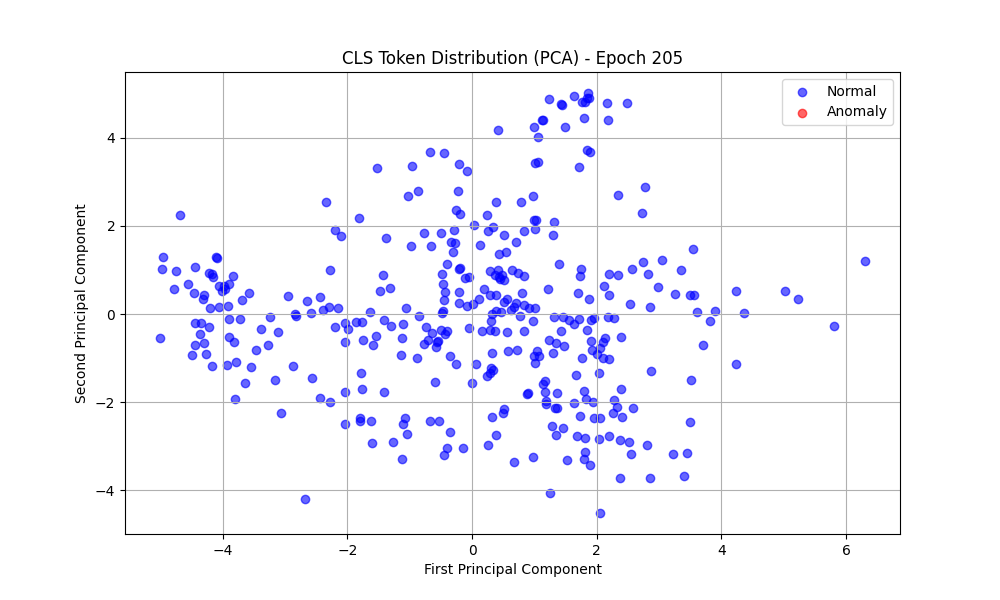 CLS Token Distribution (PCA) - Epoch 205
Normal
Anomaly
Second Principal Component
4
2
0
−2
−4
−4
−2
0
2
4
6
First Principal Component